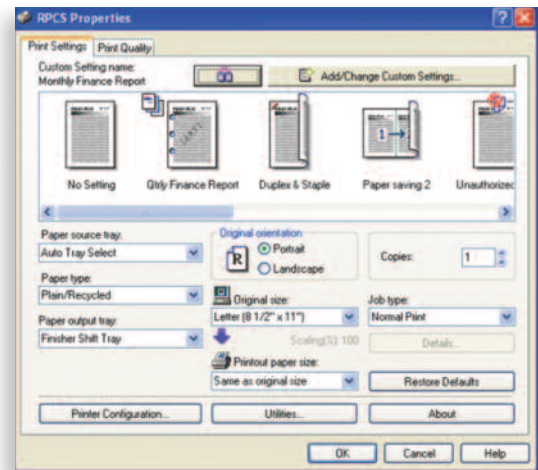 RPCS Properties
Print Settings Print Quality
Custom Setting name:
Monthly Finance Report
Add/Change Custom Settings...
1
No Setting Qtrly Finance Report Duplex & Staple Paper saving 2 Unauthorized
Paper source tray:
Auto Tray Select
Original orientation
R
Portrait
Landscape
Copies: 1
Paper type:
Plain/Recycled
Original size:
Letter (8 1/2" x 11")
Job type:
Normal Print
Paper output tray:
Finisher Shift Tray
Scaling(%): 100
Details...
Printout paper size:
Same as original size
Restore Defaults
Printer Configuration... Utilities... About
OK Cancel Help